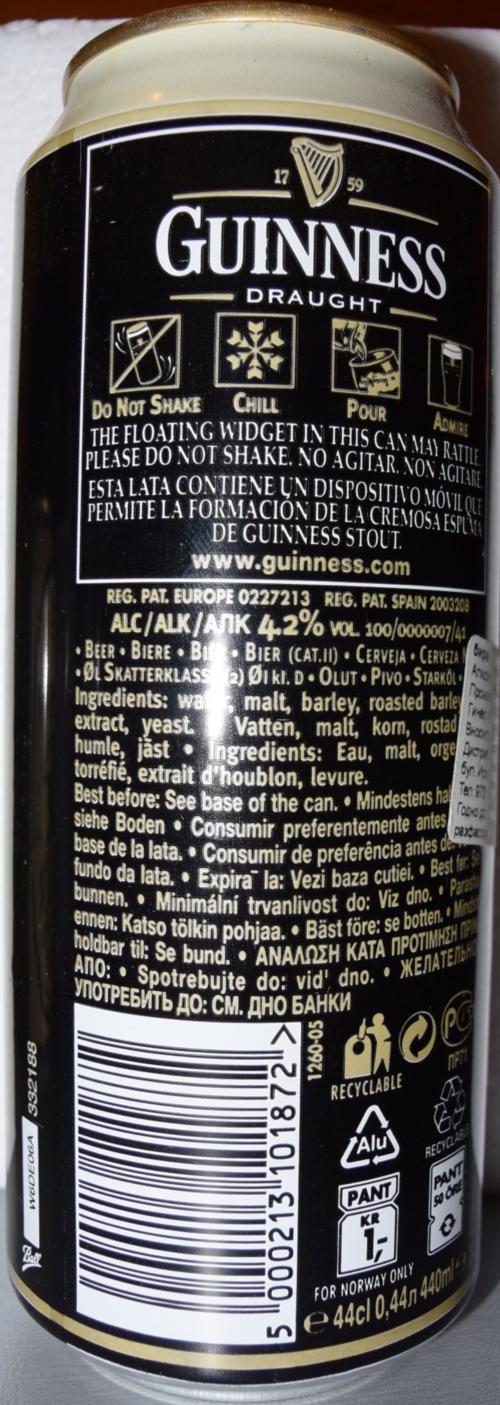 17 59
GUINNESS
DRAUGHT
DO NOT SHAKE CHILL POUR ADMIRE
THE FLOATING WIDGET IN THIS CAN MAY RATTLE.
PLEASE DO NOT SHAKE. NO AGITAR. NON AGITARE.
ESTA LATA CONTIENE UN DISPOSITIVO MÓVIL QUE
PERMITE LA FORMACIÓN DE LA CREMOSA ESPUMA
DE GUINNESS STOUT.
www.guinness.com
REG. PAT. EUROPE 0227213 REG. PAT. SPAIN 2003208
ALC/ALK/АЛК 4.2% VOL. 100/0000007/41
• BEER • BIERE • BIER (CAT.II) • CERVEJA • CERVEZA
• ØL SKATTERKLASS (2) ØL KL. D • OLUT • PIVO • STARKÖL •
Ingredients: malt, barley, roasted barley
extract, yeast. Vatten, malt, korn, rostad
humle, jäst • Ingredients: Eau, malt, orge
torréfié, extrait d'houblon, levure.
Best before: See base of the can. • Mindestens
siehe Boden • Consumir preferentemente antes
base de la lata. • Consumir de preferência antes
fundo da lata. • Expira¯ la: Vezi baza cutiei. • Best før:
bunnen. • Minimální trvanlivost do: Viz dno. •
ennen: Katso tölkin pohjaa. • Bäst före: se botten. •
holdbar til: Se bund. • ΑΝΑΛΩΣΗ ΚΑΤΑ ΠΡΟΤΙΜΗΣΗ ΠΡΙΝ
ΑΠΟ: • Spotrebujte do: vid' dno. • ЖЕЛАТЕЛЬНО
УПОТРЕБИТЬ ДО: СМ. ДНО БАНКИ
5 000213 101872 >
1260-05
RECYCLABLE
ПР71
Alu
RECYCLABLE
PANT
KR
1,-
PANT
50 ÖRE
FOR NORWAY ONLY
e 44cl 0,44л 440ml
332188
W6DE06A
Ball